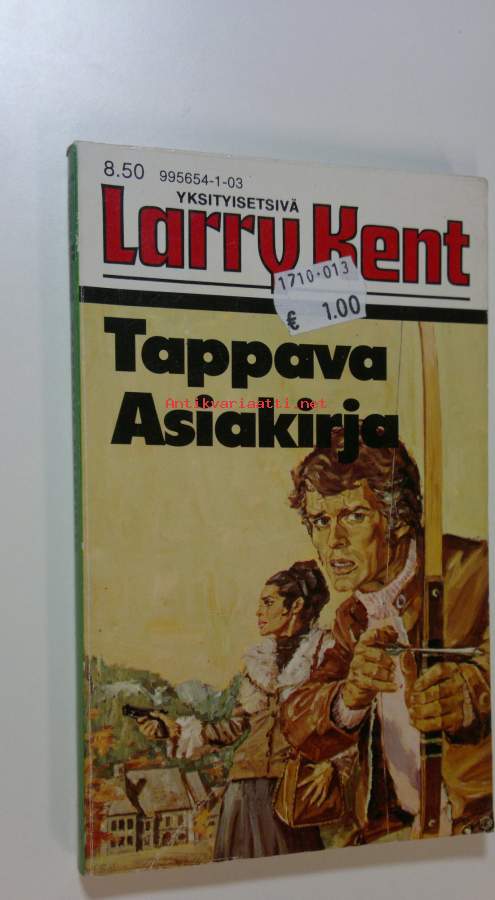 8.50 995654-1-03
YKSITYISETSIVÄ
Larry Kent
1710·013
€ 1.00
Tappava
Antikvariaatti.net
Asiakirja